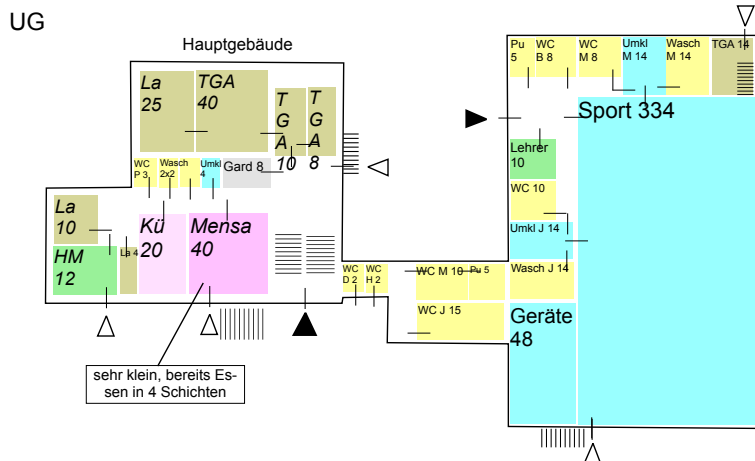 UG
Hauptgebäude
La
25
TGA
40
T
G
A
10
T
G
A
8
WC
P 3
Wasch
2x2
Umkl
4
Gard 8
La
10
HM
12
La 4
Kü
20
Mensa
40
sehr klein, bereits Es-
sen in 4 Schichten
WC
D 2
WC
H 2
WC M 10
Pu 5
WC J 15
Pu
5
WC
B 8
WC
M 8
Umkl
M 14
Wasch
M 14
TGA 14
Sport 334
Lehrer
10
WC 10
Umkl J 14
Wasch J 14
Geräte
48